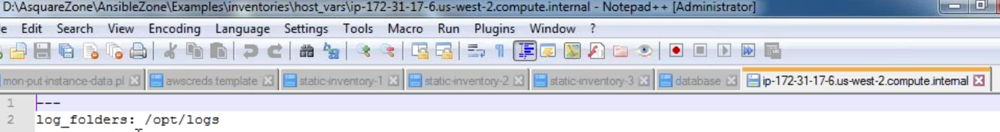 D:\AsquareZone\AnsibleZone\Examples\inventories\host_vars\ip-172-31-17-6.us-west-2.compute.internal - Notepad++ [Administrator]
Edit Search View Encoding Language Settings Tools Macro Run Plugins Window ?
mon-put-instance-data.pl awscreds template static-inventory-1 static-inventory-2 static-inventory-3 database ip-172-31-17-6.us-west-2.compute.internal
1 ---
2 log_folders: /opt/logs